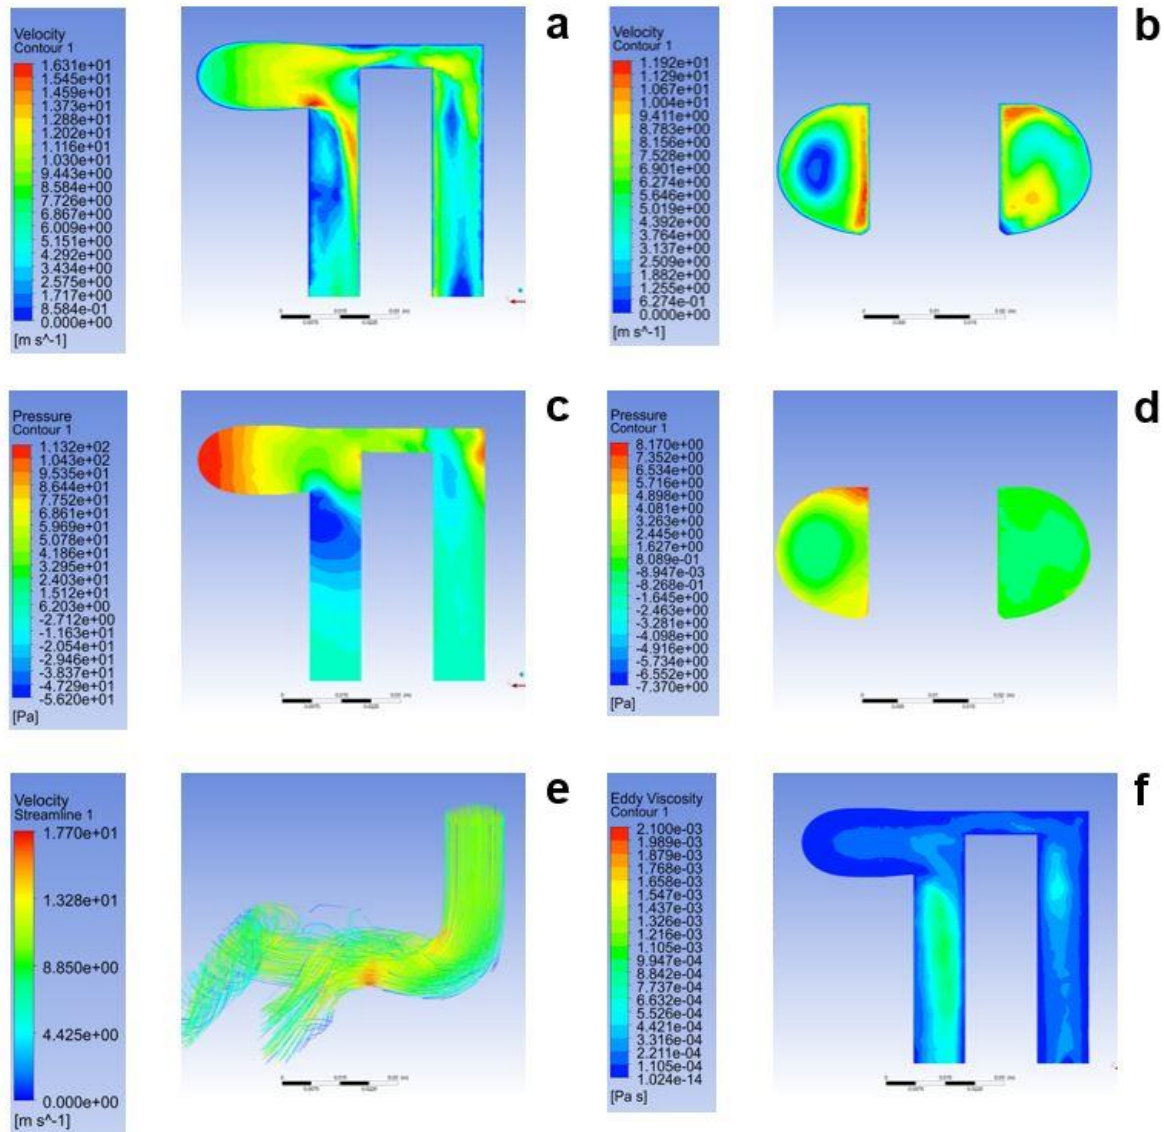 a
Velocity
Contour 1
1.631e+01
1.545e+01
1.459e+01
1.373e+01
1.288e+01
1.202e+01
1.116e+01
1.030e+01
9.443e+00
8.584e+00
7.726e+00
6.867e+00
6.009e+00
5.151e+00
4.292e+00
3.434e+00
2.575e+00
1.717e+00
8.584e-01
0.000e+00
[m s^-1]
b
Velocity
Contour 1
1.192e+01
1.129e+01
1.067e+01
1.004e+01
9.411e+00
8.783e+00
8.156e+00
7.528e+00
6.901e+00
6.274e+00
5.646e+00
5.019e+00
4.392e+00
3.764e+00
3.137e+00
2.509e+00
1.882e+00
1.255e+00
6.274e-01
0.000e+00
[m s^-1]
c
Pressure
Contour 1
1.132e+02
1.043e+02
9.535e+01
8.644e+01
7.752e+01
6.861e+01
5.969e+01
5.078e+01
4.186e+01
3.295e+01
2.403e+01
1.512e+01
6.203e+00
-2.712e+00
-1.163e+01
-2.054e+01
-2.946e+01
-3.837e+01
-4.729e+01
-5.620e+01
[Pa]
d
Pressure
Contour 1
8.170e+00
7.352e+00
6.534e+00
5.716e+00
4.898e+00
4.081e+00
3.263e+00
2.445e+00
1.627e+00
8.089e-01
-8.947e-03
-8.268e-01
-1.645e+00
-2.463e+00
-3.281e+00
-4.098e+00
-4.916e+00
-5.734e+00
-6.552e+00
-7.370e+00
[Pa]
e
Velocity
Streamline 1
1.770e+01
1.328e+01
8.850e+00
4.425e+00
0.000e+00
[m s^-1]
f
Eddy Viscosity
Contour 1
2.100e-03
1.989e-03
1.879e-03
1.768e-03
1.658e-03
1.547e-03
1.437e-03
1.326e-03
1.216e-03
1.105e-03
9.947e-04
8.842e-04
7.737e-04
6.632e-04
5.526e-04
4.421e-04
3.316e-04
2.211e-04
1.105e-04
1.024e-14
[Pa s]